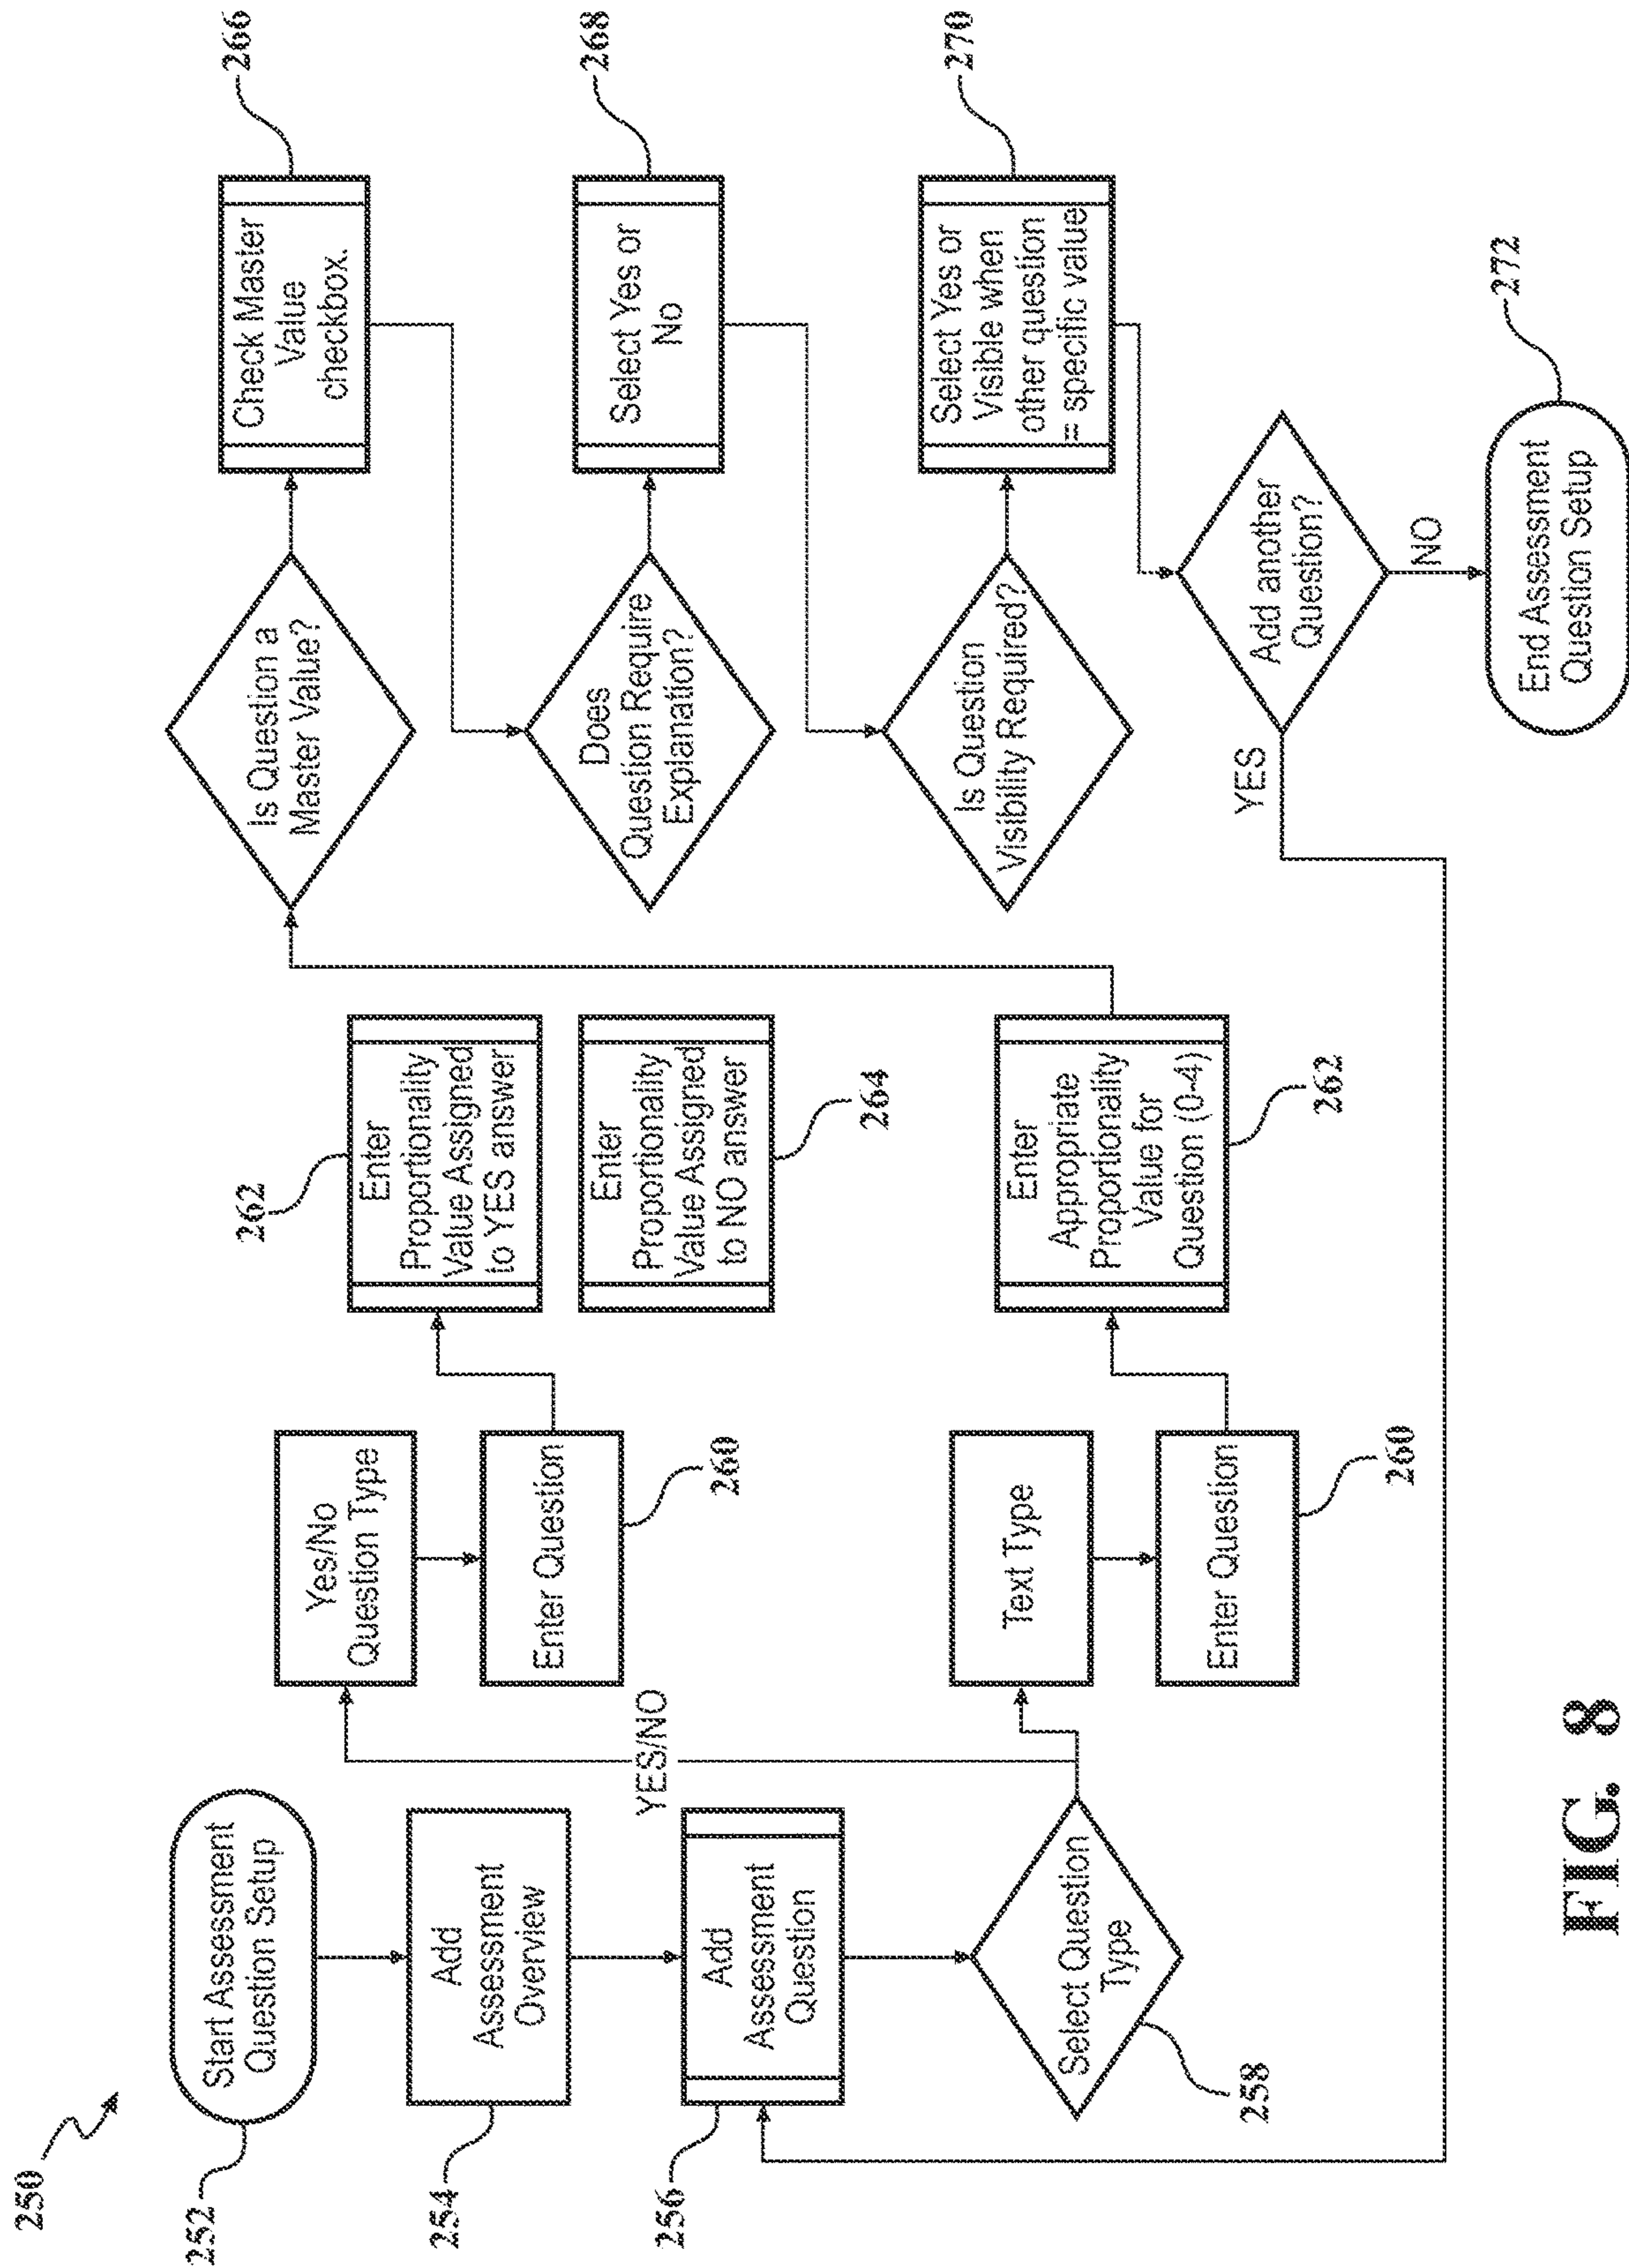 250
252
Start Assessment
Question Setup
254
Add
Assessment
Overview
256
Add
Assessment
Question
258
Select Question
Type
YES/NO
Yes/No
Question Type
Enter Question
260
Text Type
Enter Question
260
262
Enter
Proportionality
Value Assigned
to YES answer
Enter
Proportionality
Value Assigned
to NO answer
264
Enter
Appropriate
Proportionality
Value for
Question (0-4)
262
Is Question a
Master Value?
Check Master
Value
checkbox.
266
Does
Question Require
Explanation?
Select Yes or
No
268
Is Question
Visibility Required?
Select Yes or
Visible when
other question
= specific value
270
Add another
Question?
YES
NO
End Assessment
Question Setup
272
FIG. 8